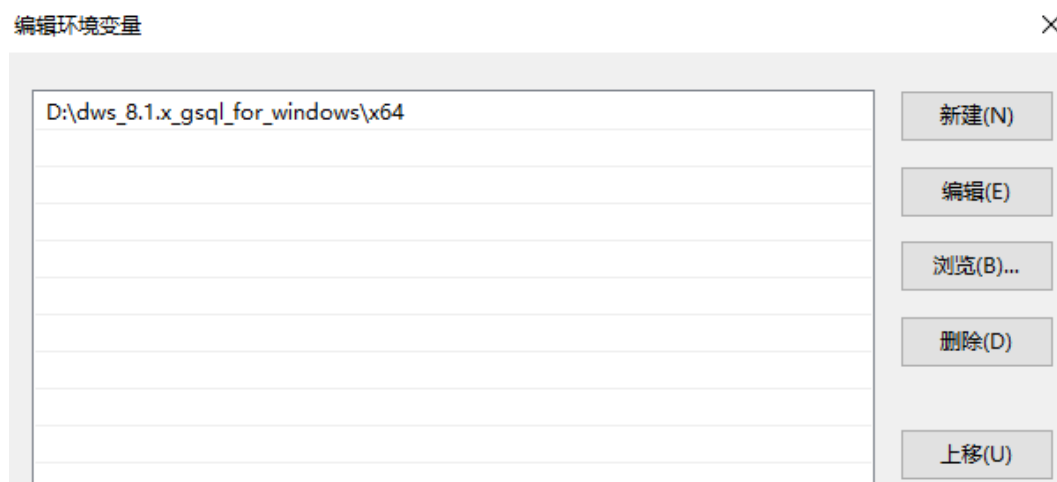 编辑环境变量
D:\dws_8.1.x_gsql_for_windows\x64
新建(N)
编辑(E)
浏览(B)...
删除(D)
上移(U)